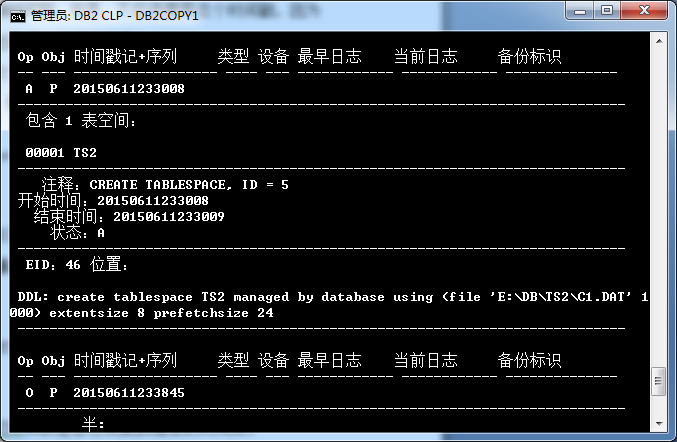 管理员: DB2 CLP - DB2COPY1
Op Obj 时间戳记+序列 类型 设备 最早日志 当前日志 备份标识
-- --- ------------------ ---- --- ------------ ------------ --------------
A P 20150611233008
----------------------------------------------------------------------------
包含 1 表空间:
00001 TS2
----------------------------------------------------------------------------
注释: CREATE TABLESPACE, ID = 5
开始时间: 20150611233008
结束时间: 20150611233009
状态: A
----------------------------------------------------------------------------
EID: 46 位置:
DDL: create tablespace TS2 managed by database using (file 'E:\DB\TS2\C1.DAT' 1
000) extentsize 8 prefetchsize 24
----------------------------------------------------------------------------
Op Obj 时间戳记+序列 类型 设备 最早日志 当前日志 备份标识
-- --- ------------------ ---- --- ------------ ------------ --------------
O P 20150611233845
----------------------------------------------------------------------------
半: